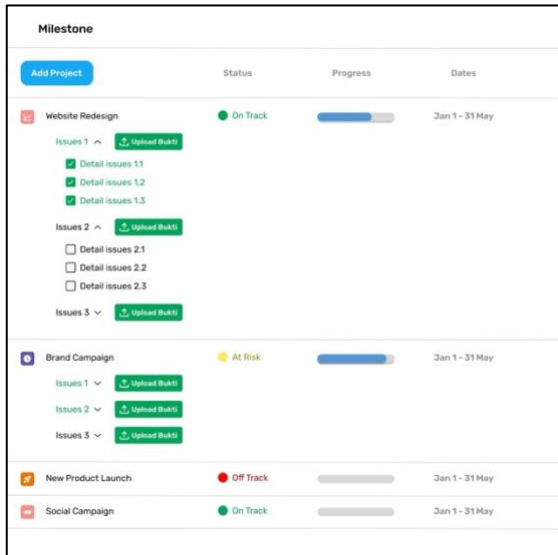 Milestone
Add Project Status Progress Dates
Website Redesign On Track Jan 1 - 31 May
Issues 1 Upload Bukti
Detail issues 1.1
Detail issues 1.2
Detail issues 1.3
Issues 2 Upload Bukti
Detail issues 2.1
Detail issues 2.2
Detail issues 2.3
Issues 3 Upload Bukti
Brand Campaign At Risk Jan 1 - 31 May
Issues 1 Upload Bukti
Issues 2 Upload Bukti
Issues 3 Upload Bukti
New Product Launch Off Track Jan 1 - 31 May
Social Campaign On Track Jan 1 - 31 May